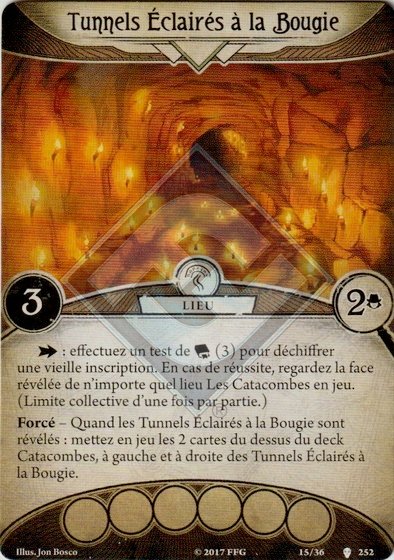 Tunnels Éclairés à la Bougie
3
LIEU
2
: effectuez un test de (3) pour déchiffrer
une vieille inscription. En cas de réussite, regardez la face
révélée de n'importe quel lieu Les Catacombes en jeu.
(Limite collective d'une fois par partie.)
Forcé – Quand les Tunnels Éclairés à la Bougie sont
révélés : mettez en jeu les 2 cartes du dessus du deck
Catacombes, à gauche et à droite des Tunnels Éclairés à
la Bougie.
Illus. Jon Bosco © 2017 FFG 15/36 252